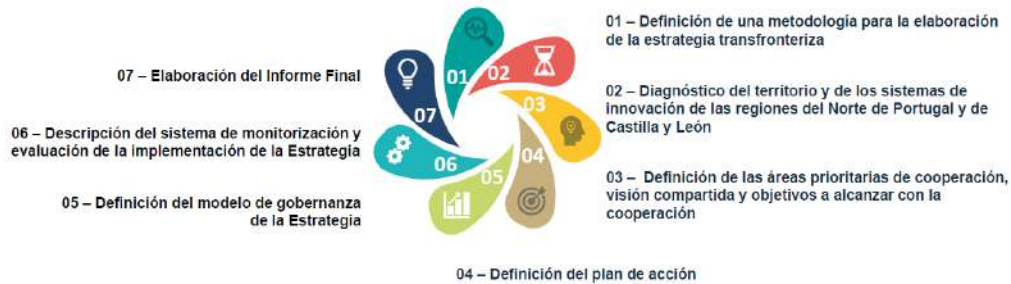 01 – Definición de una metodología para la elaboración
de la estrategia transfronteriza
02 – Diagnóstico del territorio y de los sistemas de
innovación de las regiones del Norte de Portugal y de
Castilla y León
03 – Definición de las áreas prioritarias de cooperación,
visión compartida y objetivos a alcanzar con la
cooperación
04 – Definición del plan de acción
05 – Definición del modelo de gobernanza
de la Estrategia
06 – Descripción del sistema de monitorización y
evaluación de la implementación de la Estrategia
07 – Elaboración del Informe Final
01
02
03
04
05
06
07